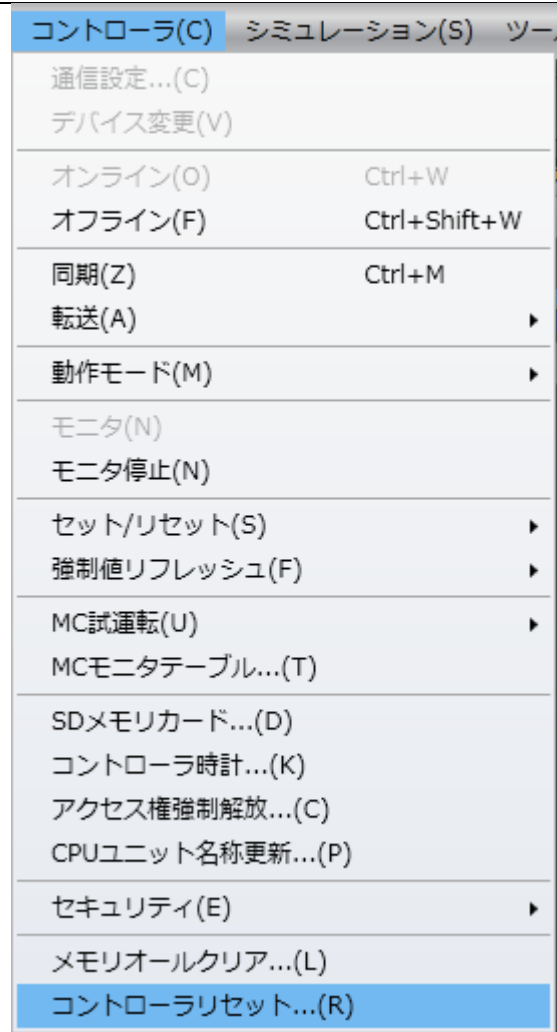 コントローラ(C) シミュレーション(S) ツー
通信設定...(C)
デバイス変更(V)
オンライン(O) Ctrl+W
オフライン(F) Ctrl+Shift+W
同期(Z) Ctrl+M
転送(A)
動作モード(M)
モニタ(N)
モニタ停止(N)
セット/リセット(S)
強制値リフレッシュ(F)
MC試運転(U)
MCモニタテーブル...(T)
SDメモリカード...(D)
コントローラ時計...(K)
アクセス権強制解放...(C)
CPUユニット名称更新...(P)
セキュリティ(E)
メモリオールクリア...(L)
コントローラリセット...(R)